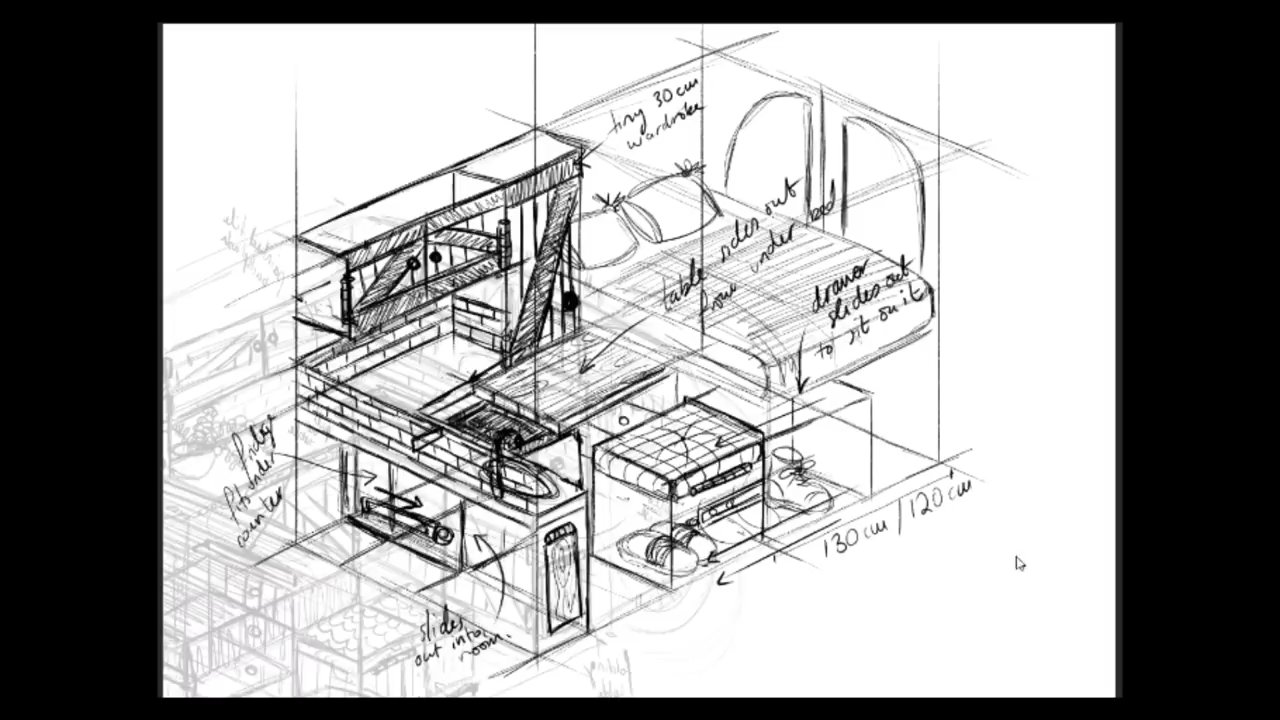 tiny 30cm
wardrobe
table slides out
from under bed
drawer
slides out
to sit on it
fridge
fits under
counter
slides
out into
room.
130cm / 120cm